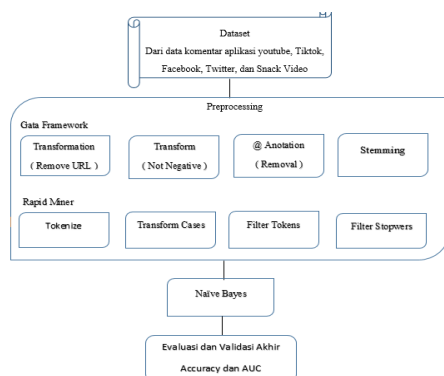 Dataset
Dari data komentar aplikasi youtube, Tiktok,
Facebook, Twitter, dan Snack Video
Preprocessing
Gata Framework
Transformation
( Remove URL )
Transform
( Not Negative )
@ Anotation
( Removal )
Stemming
Rapid Miner
Tokenize
Transform Cases
Filter Tokens
Filter Stopwers
Naïve Bayes
Evaluasi dan Validasi Akhir
Accuracy dan AUC